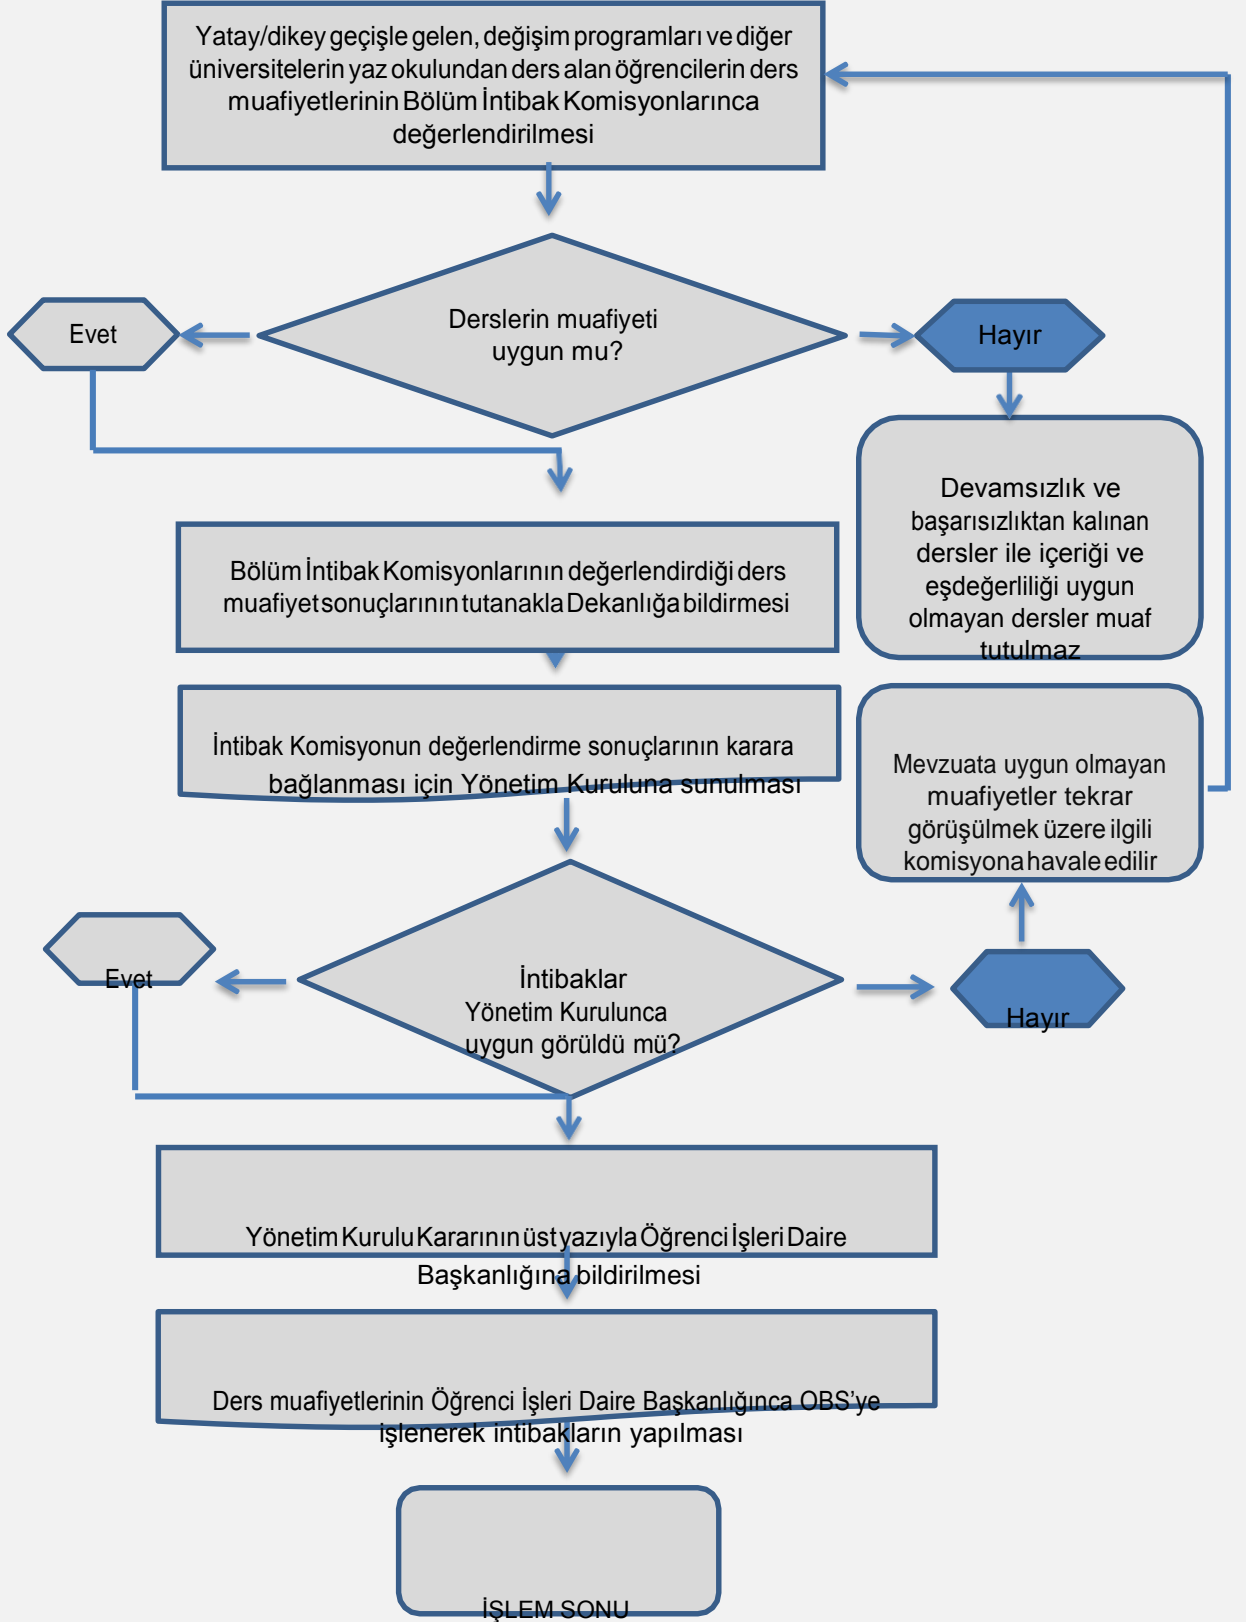 Yatay/dikey geçişle gelen, değişim programları ve diğer
üniversitelerin yaz okulundan ders alan öğrencilerin ders
muafiyetlerinin Bölüm İntibak Komisyonlarınca
değerlendirilmesi
Derslerin muafiyeti
uygun mu?
Evet
Hayır
Devamsızlık ve
başarısızlıktan kalınan
dersler ile içeriği ve
eşdeğerliliği uygun
olmayan dersler muaf
tutulmaz
Bölüm İntibak Komisyonlarının değerlendirdiği ders
muafiyet sonuçlarının tutanakla Dekanlığa bildirmesi
İntibak Komisyonun değerlendirme sonuçlarının karara
bağlanması için Yönetim Kuruluna sunulması
Mevzuata uygun olmayan
muafiyetler tekrar
görüşülmek üzere ilgili
komisyona havale edilir
Evet
İntibaklar
Yönetim Kurulunca
uygun görüldü mü?
Hayır
Yönetim Kurulu Kararının üst yazıyla Öğrenci İşleri Daire
Başkanlığına bildirilmesi
Ders muafiyetlerinin Öğrenci İşleri Daire Başkanlığınca OBS'ye
işlenerek intibakların yapılması
İŞLEM SONU